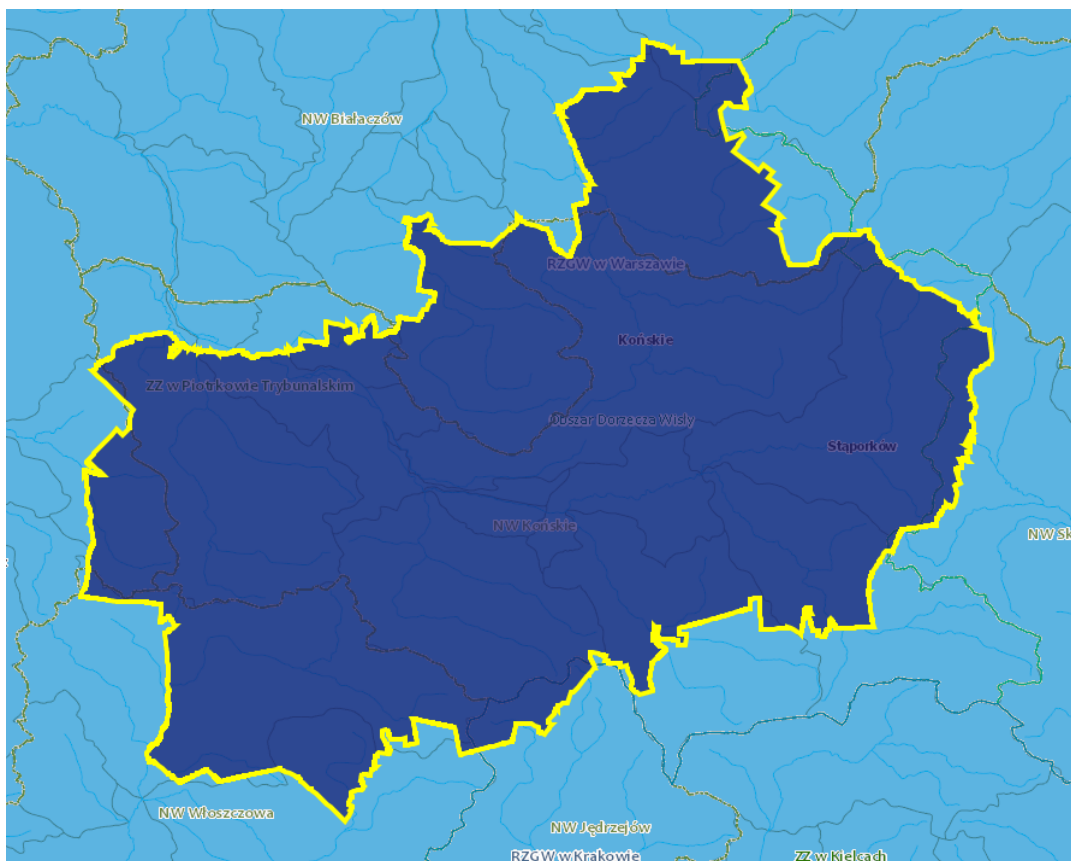 NW Białaczów
RZGW w Warszawie
Końskie
ZZ w Piotrkowie Trybunalskim
Obszar Dorzecza Wisły
Stąporków
NW Końskie
NW Sk
NW Włoszczowa
NW Jędrzejów
RZGW w Krakowie
ZZ w Kielcach